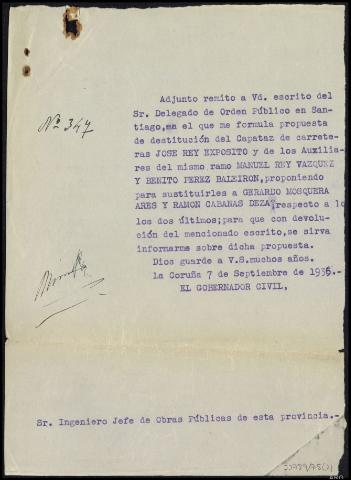 Adjunto remito a Vd. escrito del
Sr. Delegado de Orden Público en San-
Nº 347
tiago,en el que me formula propuesta
de destitución del Capataz de carrete-
ras JOSE REY EXPOSITO y de los Auxilia-
res del mismo ramo MANUEL REY VAZQUEZ
Y BENITO PEREZ BALEIRON, proponiendo
para sustituirles a GERARDO MOSQUERA
ARES Y RAMON CABANAS DEZA, respecto a lo
los dos últimos; para que con devolu-
ción del mencionado escrito, se sirva
informarme sobre dicha propuesta.
Dios guarde a V.S.muchos años.
la Coruña 7 de Septiembre de 1936.
EL GOBERNADOR CIVIL,
Sr. Ingeniero Jefe de Obras Públicas de esta provincia.-